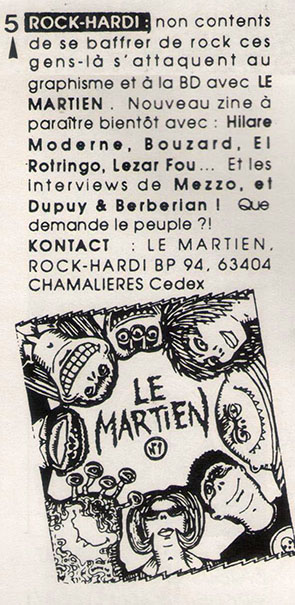 5 ROCK-HARDI : non contents
de se baffrer de rock ces
gens-là s'attaquent au
graphisme et à la BD avec LE
MARTIEN . Nouveau zine à
paraître bientôt avec : Hilare
Moderne, Bouzard, El
Rotringo, Lezar Fou... Et les
interviews de Mezzo, et
Dupuy & Berberian ! Que
demande le peuple ?!
KONTACT : LE MARTIEN,
ROCK-HARDI BP 94, 63404
CHAMALIERES Cedex
LE
MARTIEN
N°1